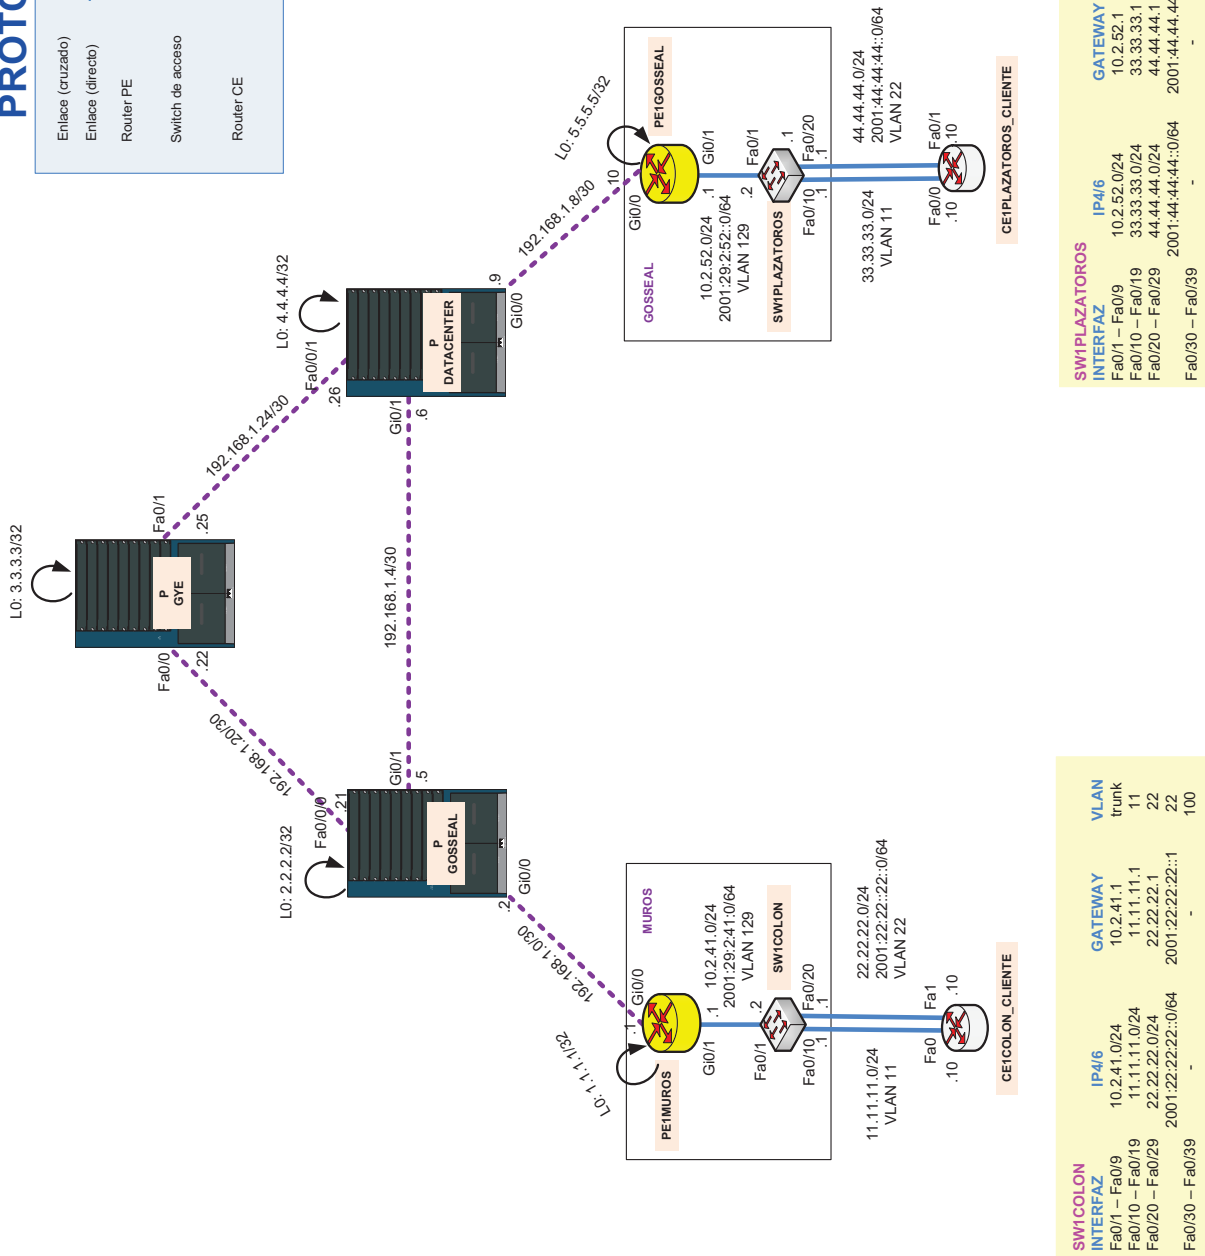 PROTO
Enlace (cruzado)
Enlace (directo)
Router PE
Switch de acceso
Router CE
L0: 3.3.3.3/32
P
GYE
Fa0/0
.22
Fa0/1
.25
192.168.1.20/30
192.168.1.24/30
L0: 2.2.2.2/32
Fa0/0/0
.21
P
GOSSEAL
Gi0/1
.5
192.168.1.4/30
Gi0/0
.2
L0: 4.4.4.4/32
Fa0/0/1
.26
P
DATACENTER
Gi0/1
.6
.9
Gi0/0
192.168.1.0/30
192.168.1.8/30
L0: 1.1.1.1/32
.1
Gi0/0
MUROS
PE1MUROS
Gi0/1
.1
10.2.41.0/24
2001:29:2:41:0/64
VLAN 129
Fa0/1
.2
SW1COLON
Fa0/10
.1
Fa0/20
.1
11.11.11.0/24
VLAN 11
22.22.22.0/24
2001:22:22::22::0/64
VLAN 22
Fa0
.10
Fa1
.10
CE1COLON_CLIENTE
L0: 5.5.5.5/32
.10
Gi0/0
GOSSEAL
PE1GOSSEAL
.1
Gi0/1
10.2.52.0/24
2001:29:2:52::0/64
VLAN 129
.2
Fa0/1
SW1PLAZATOROS
.1
Fa0/10
.1
Fa0/20
.1
33.33.33.0/24
VLAN 11
44.44.44.0/24
2001:44:44:44::0/64
VLAN 22
Fa0/0
.10
Fa0/1
.10
CE1PLAZATOROS_CLIENTE
SW1COLON
INTERFAZ IP4/6 GATEWAY VLAN
Fa0/1 – Fa0/9 10.2.41.0/24 10.2.41.1 trunk
Fa0/10 – Fa0/19 11.11.11.0/24 11.11.11.1 11
Fa0/20 – Fa0/29 22.22.22.0/24 22.22.22.1 22
2001:22:22:22::0/64 2001:22:22:22::1 22
Fa0/30 – Fa0/39 - - 100
SW1PLAZATOROS
INTERFAZ IP4/6 GATEWAY
Fa0/1 – Fa0/9 10.2.52.0/24 10.2.52.1
Fa0/10 – Fa0/19 33.33.33.0/24 33.33.33.1
Fa0/20 – Fa0/29 44.44.44.0/24 44.44.44.1
2001:44:44:44::0/64 2001:44.44.44
Fa0/30 – Fa0/39 - -